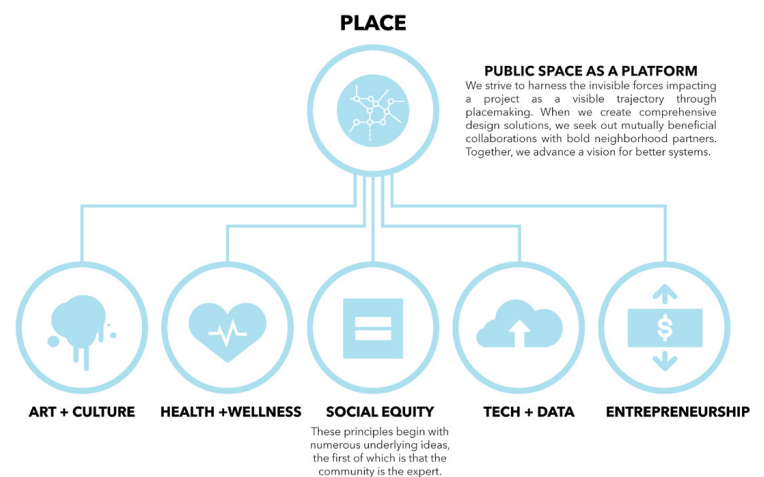 PLACE
PUBLIC SPACE AS A PLATFORM
We strive to harness the invisible forces impacting
a project as a visible trajectory through
placemaking. When we create comprehensive
design solutions, we seek out mutually beneficial
collaborations with bold neighborhood partners.
Together, we advance a vision for better systems.
$
ART + CULTURE
HEALTH +WELLNESS
SOCIAL EQUITY
TECH + DATA
ENTREPRENEURSHIP
These principles begin with
numerous underlying ideas,
the first of which is that the
community is the expert.